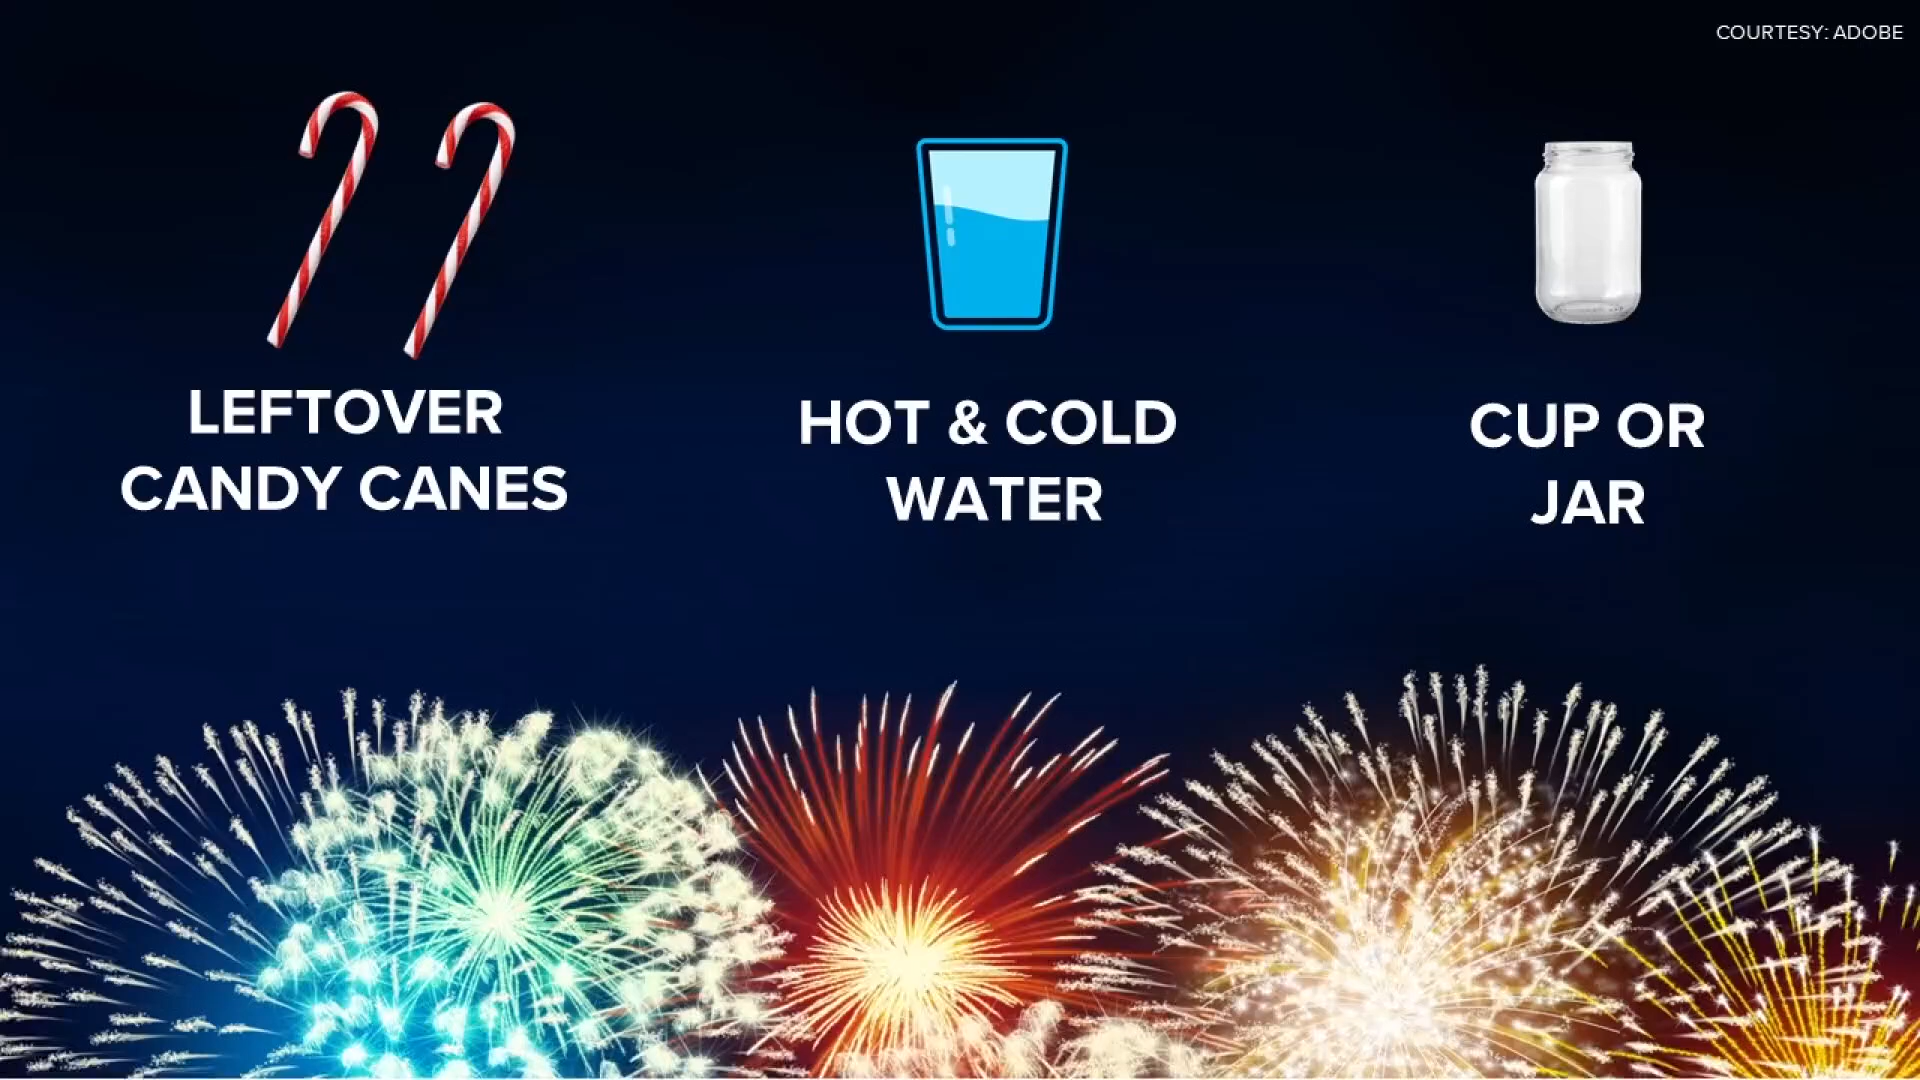 COURTESY: ADOBE
LEFTOVER
CANDY CANES
HOT & COLD
WATER
CUP OR
JAR